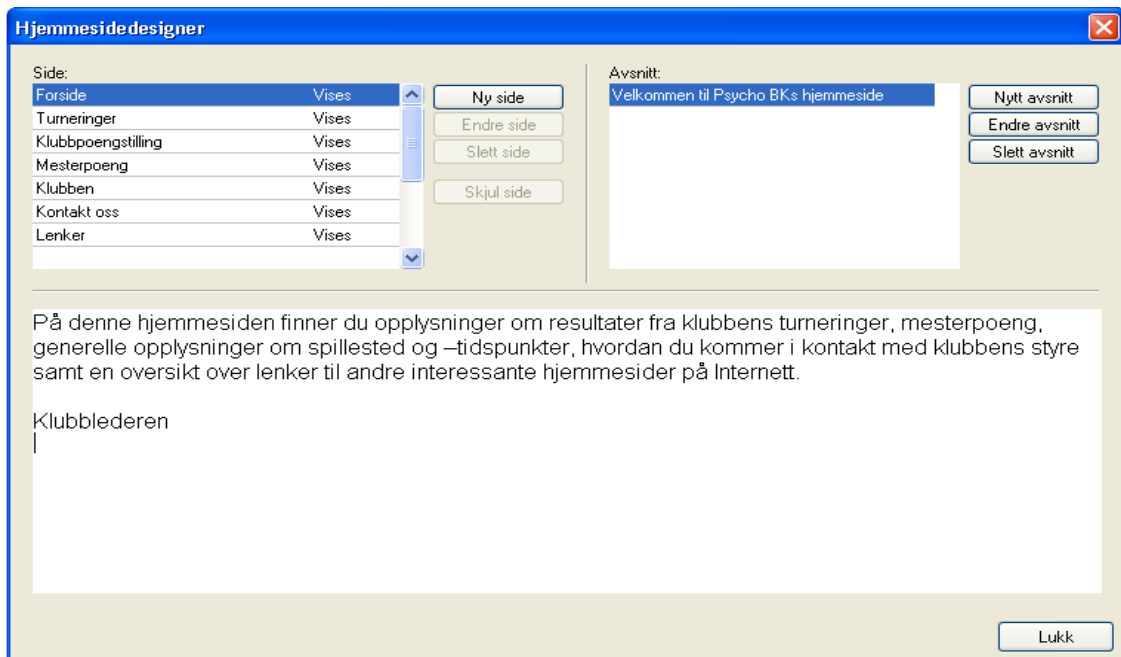 Hjemmesidedesigner
Side:
Forside Vises
Turneringer Vises
Klubbpoengstilling Vises
Mesterpoeng Vises
Klubben Vises
Kontakt oss Vises
Lenker Vises
Ny side
Endre side
Slett side
Skjul side
Avsnitt:
Velkommen til Psycho BKs hjemmeside
Nytt avsnitt
Endre avsnitt
Slett avsnitt
På denne hjemmesiden finner du opplysninger om resultater fra klubbens turneringer, mesterpoeng,
generelle opplysninger om spillested og –tidspunkter, hvordan du kommer i kontakt med klubbens styre
samt en oversikt over lenker til andre interessante hjemmesider på Internett.
Klubblederen
Lukk